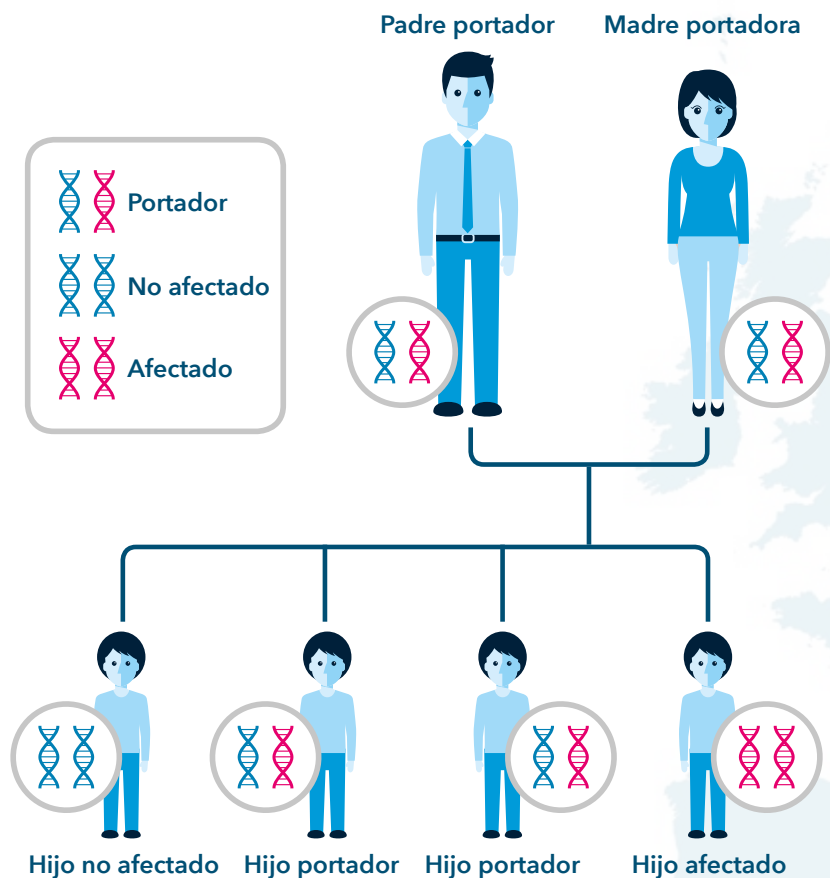 Padre portador
Madre portadora
Portador
No afectado
Afectado
Hijo no afectado
Hijo portador
Hijo portador
Hijo afectado